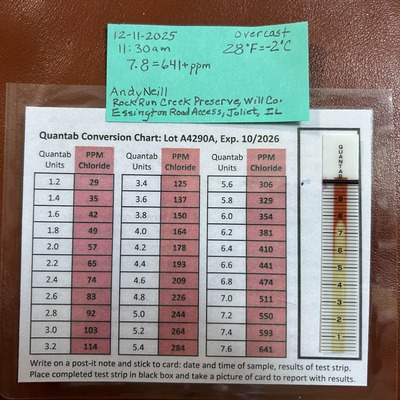 12-11-2025 overcast
11:30am 28°F=-2°C
7.8=641+ppm
Andy Neill
Rock Run Creek Preserve, Will Co.
Essington Road Access, Joliet, IL
Quantab Conversion Chart: Lot A4290A, Exp. 10/2026
Quantab Units PPM Chloride Quantab Units PPM Chloride Quantab Units PPM Chloride
1.2 29 3.4 125 5.6 306
1.4 35 3.6 137 5.8 329
1.6 42 3.8 150 6.0 354
1.8 49 4.0 164 6.2 381
2.0 57 4.2 178 6.4 410
2.2 65 4.4 193 6.6 441
2.4 74 4.6 209 6.8 474
2.6 83 4.8 226 7.0 511
2.8 92 5.0 244 7.2 550
3.0 103 5.2 264 7.4 593
3.2 114 5.4 284 7.6 641
QUANTAB
9
8
7
6
5
4
3
2
1
Write on a post-it note and stick to card: date and time of sample, results of test strip.
Place completed test strip in black box and take a picture of card to report with results.